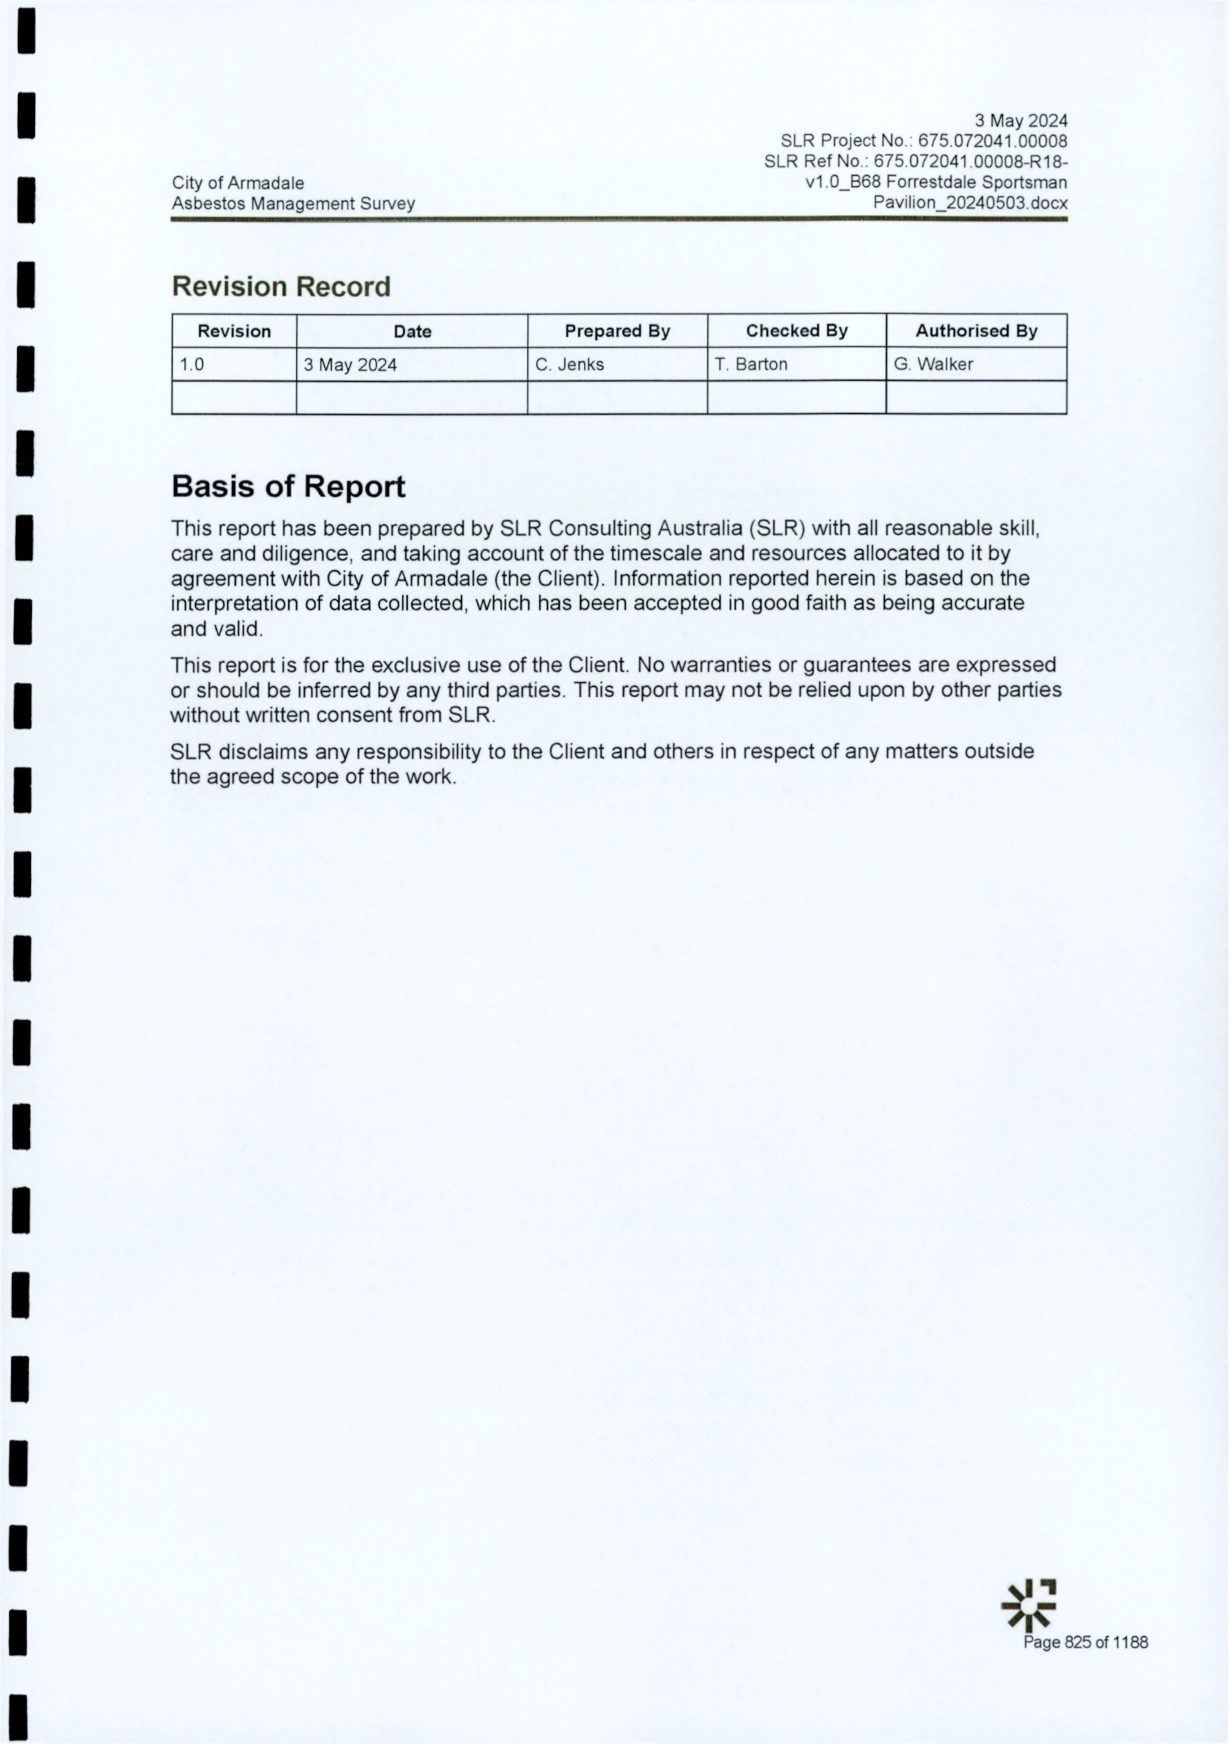 3 May 2024
SLR Project No.: 675.072041.00008
SLR Ref No.: 675.072041.00008-R18-
v1.0_B68 Forrestdale Sportsman
Pavilion_20240503.docx
City of Armadale
Asbestos Management Survey
Revision Record
Revision Date Prepared By Checked By Authorised By
1.0 3 May 2024 C. Jenks T. Barton G. Walker
Basis of Report
This report has been prepared by SLR Consulting Australia (SLR) with all reasonable skill,
care and diligence, and taking account of the timescale and resources allocated to it by
agreement with City of Armadale (the Client). Information reported herein is based on the
interpretation of data collected, which has been accepted in good faith as being accurate
and valid.
This report is for the exclusive use of the Client. No warranties or guarantees are expressed
or should be inferred by any third parties. This report may not be relied upon by other parties
without written consent from SLR.
SLR disclaims any responsibility to the Client and others in respect of any matters outside
the agreed scope of the work.
Page 825 of 1188